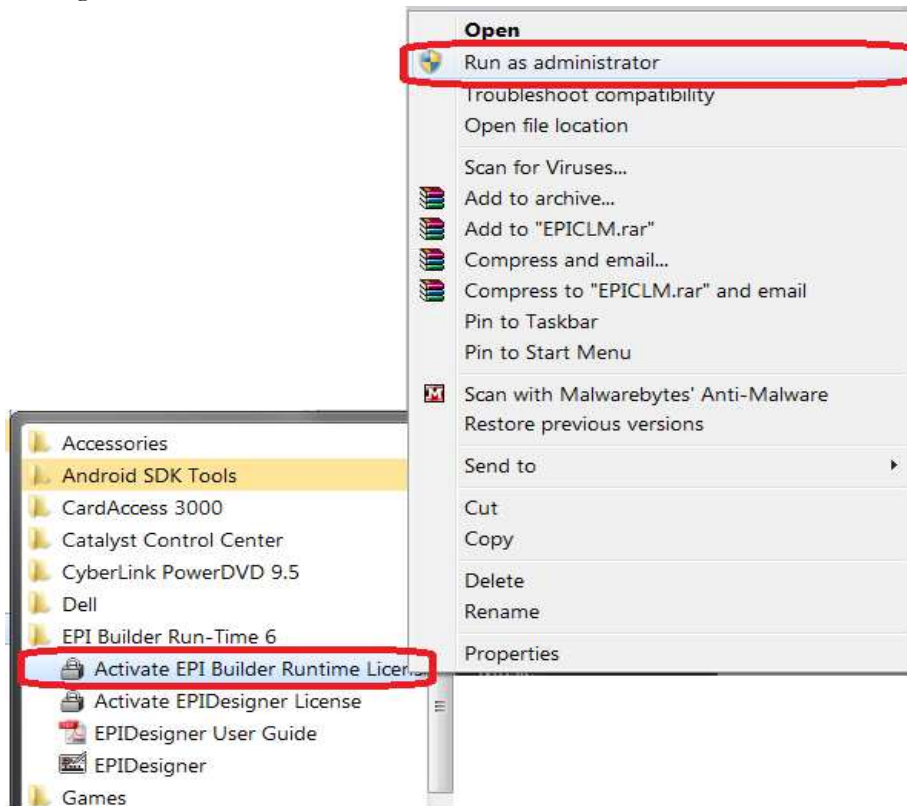 Open
Run as administrator
Troubleshoot compatibility
Open file location
Scan for Viruses...
Add to archive...
Add to "EPICLM.rar"
Compress and email...
Compress to "EPICLM.rar" and email
Pin to Taskbar
Pin to Start Menu
Scan with Malwarebytes' Anti-Malware
Restore previous versions
Send to
Cut
Copy
Delete
Rename
Properties
Accessories
Android SDK Tools
CardAccess 3000
Catalyst Control Center
CyberLink PowerDVD 9.5
Dell
EPI Builder Run-Time 6
Activate EPI Builder Runtime Licens
Activate EPIDesigner License
EPIDesigner User Guide
EPIDesigner
Games